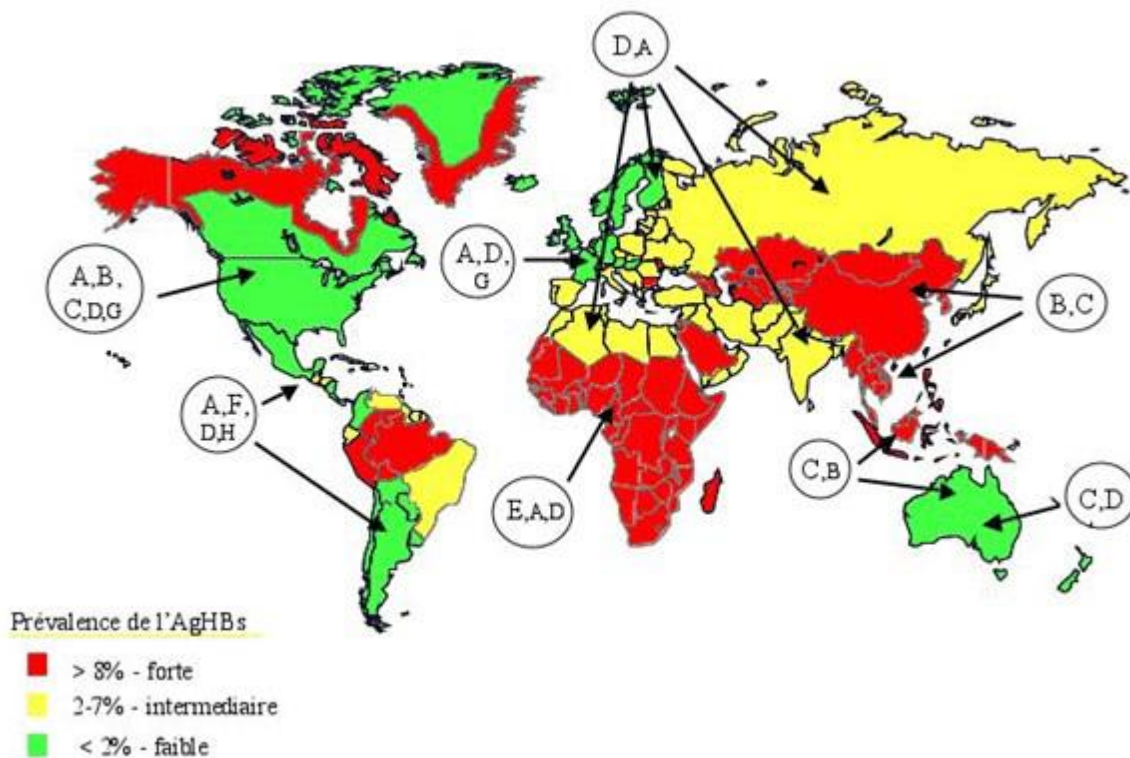 D,A
A,B,
C,D,G
A,D,
G
B,C
A,F,
D,H
E,A,D
C,B
C,D
Prévalence de l'AgHBs
> 8% - forte
2-7% - intermediaire
< 2% - faible